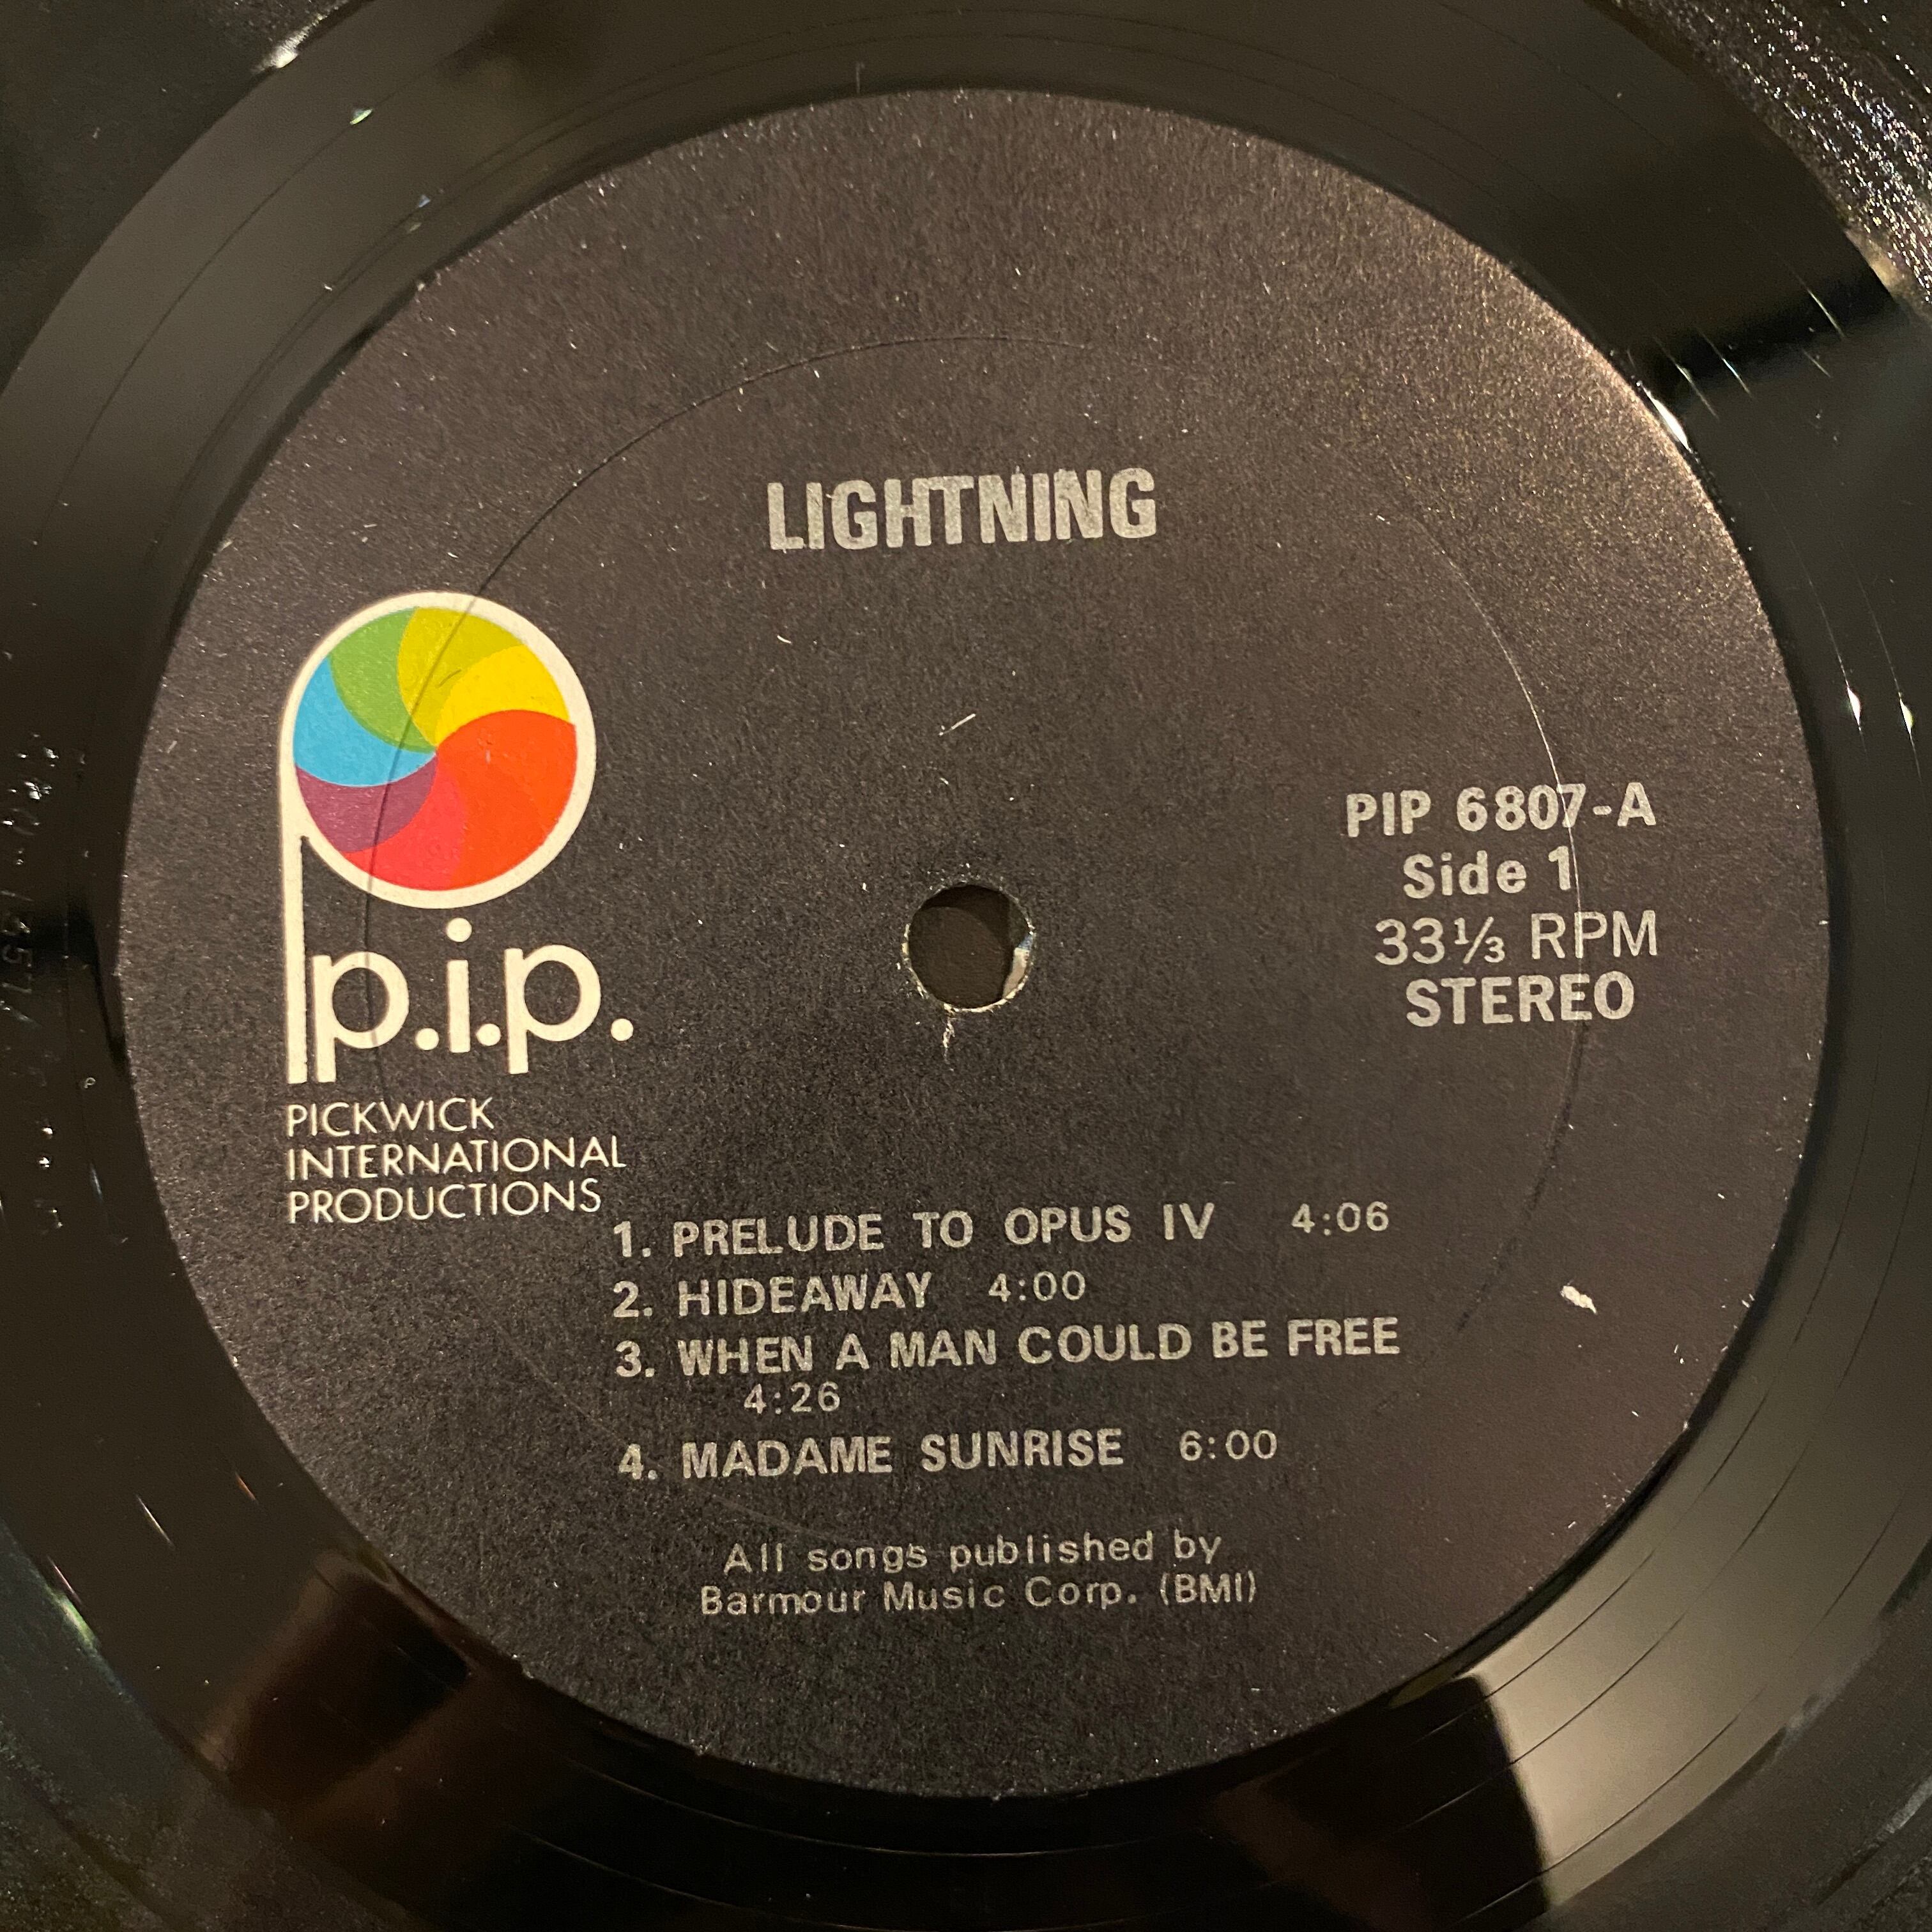 LIGHTNING
p.i.p.
PICKWICK
INTERNATIONAL
PRODUCTIONS
PIP 6807-A
Side 1
33⅓ RPM
STEREO
1. PRELUDE TO OPUS IV 4:06
2. HIDEAWAY 4:00
3. WHEN A MAN COULD BE FREE
4:26
4. MADAME SUNRISE 6:00
All songs published by
Barmour Music Corp. (BMI)